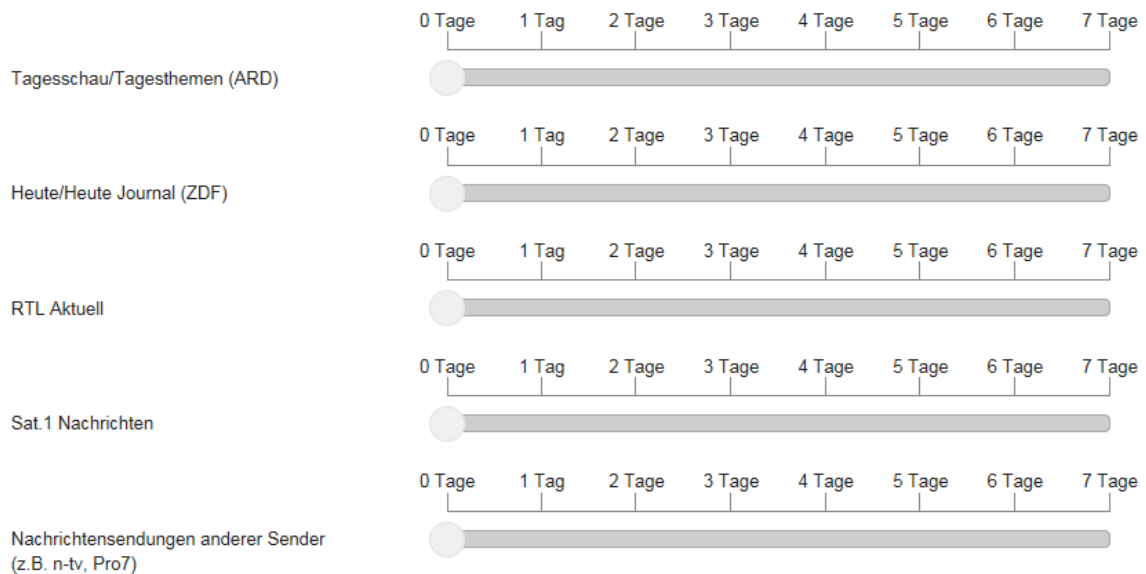 0 Tage 1 Tag 2 Tage 3 Tage 4 Tage 5 Tage 6 Tage 7 Tage
Tagesschau/Tagesthemen (ARD)
0 Tage 1 Tag 2 Tage 3 Tage 4 Tage 5 Tage 6 Tage 7 Tage
Heute/Heute Journal (ZDF)
0 Tage 1 Tag 2 Tage 3 Tage 4 Tage 5 Tage 6 Tage 7 Tage
RTL Aktuell
0 Tage 1 Tag 2 Tage 3 Tage 4 Tage 5 Tage 6 Tage 7 Tage
Sat.1 Nachrichten
0 Tage 1 Tag 2 Tage 3 Tage 4 Tage 5 Tage 6 Tage 7 Tage
Nachrichtensendungen anderer Sender
(z.B. n-tv, Pro7)